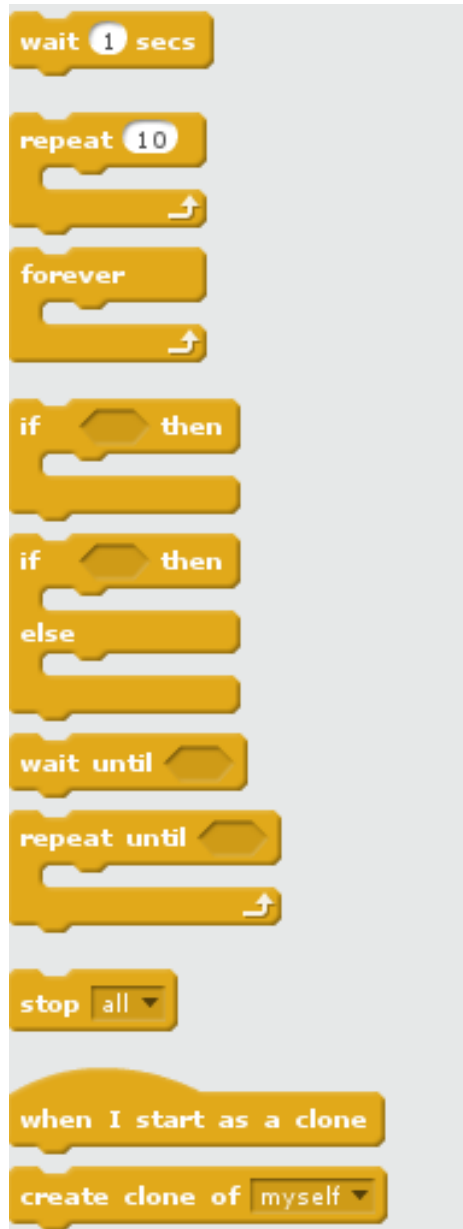 wait 1 secs
repeat 10
forever
if then
if then
else
wait until
repeat until
stop all
when I start as a clone
create clone of myself